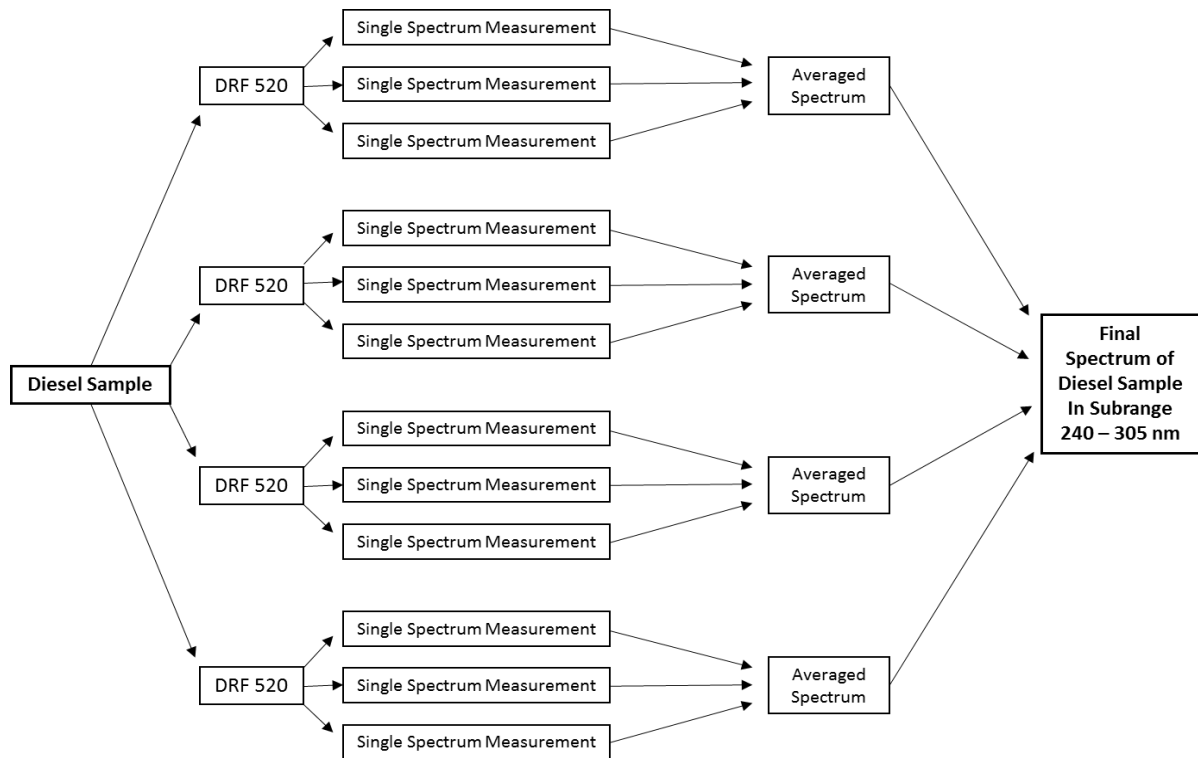 Single Spectrum Measurement
DRF 520
Single Spectrum Measurement
Single Spectrum Measurement
Averaged
Spectrum
Single Spectrum Measurement
DRF 520
Single Spectrum Measurement
Single Spectrum Measurement
Averaged
Spectrum
Diesel Sample
Single Spectrum Measurement
DRF 520
Single Spectrum Measurement
Single Spectrum Measurement
Averaged
Spectrum
Single Spectrum Measurement
DRF 520
Single Spectrum Measurement
Single Spectrum Measurement
Averaged
Spectrum
Final
Spectrum of
Diesel Sample
In Subrange
240 – 305 nm